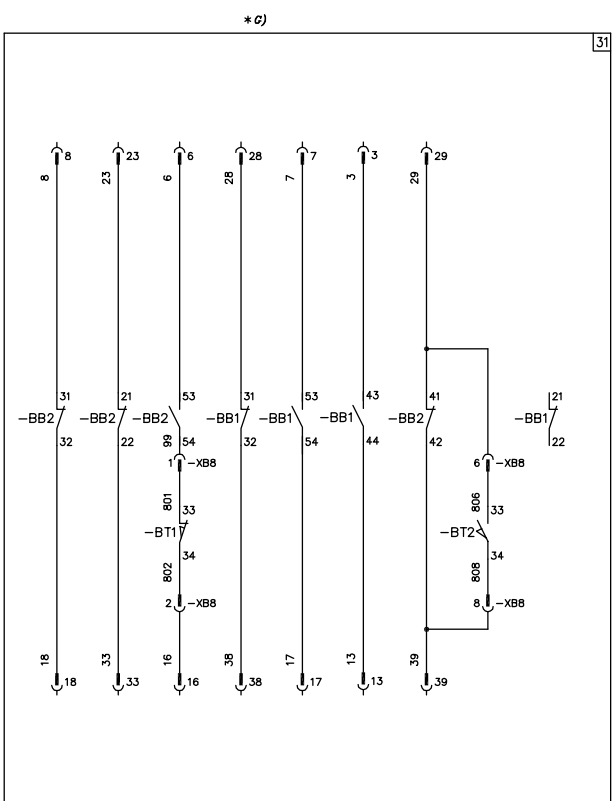 *G)
31
8 23 6 28 7 3 29
8 23 6 28 7 3 29
31 21 53 31 53 43 41 21
-BB2 -BB2 -BB2 -BB1 -BB1 -BB1 -BB2 -BB1
32 22 99 54 32 54 44 42 22
1 -XB8 6 -XB8
801 33 806 33
-BT1 -BT2
34 34
802 808
2 -XB8 8 -XB8
18 33 16 38 17 13 39
18 33 16 38 17 13 39